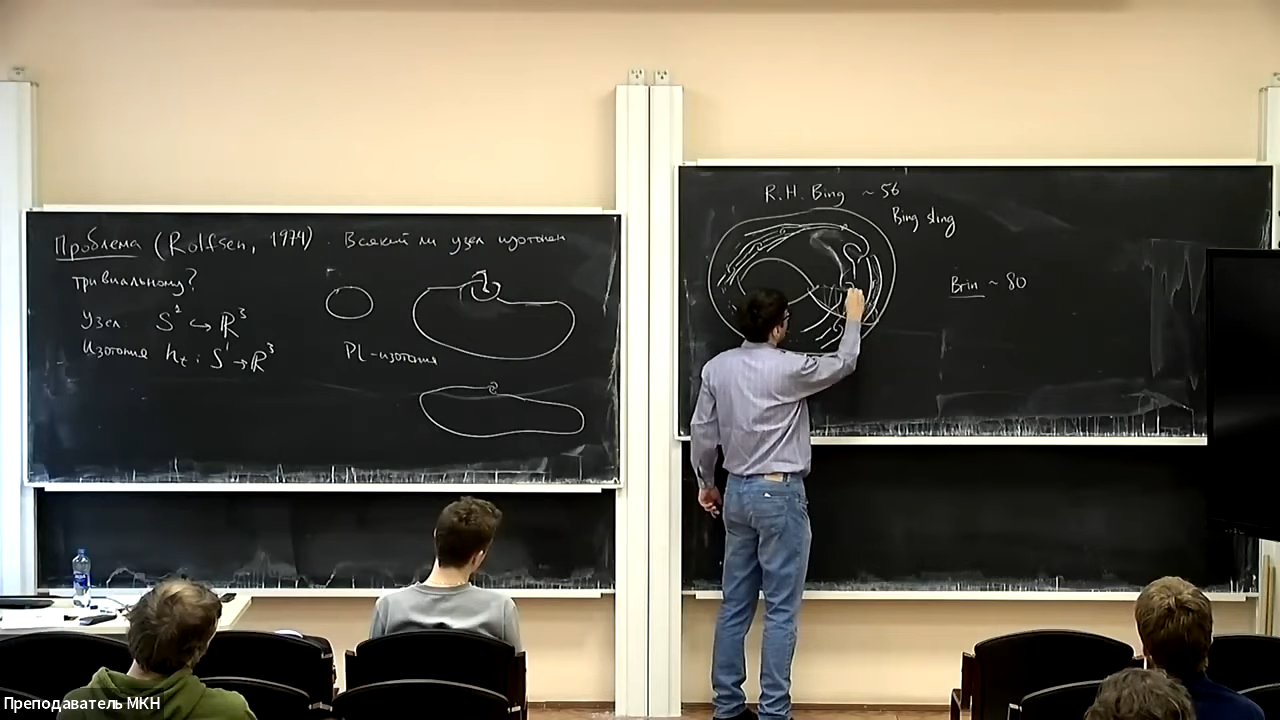 Проблема (Rolfsen, 1974). Всякий ли узел изотопен
тривиальному?
Узел: S¹ ↪ ℝ³
Изотопия hₜ : S¹ → ℝ³
PL-изотопия
R.H. Bing ~ 56
Bing sling
Brin ~ 80
Преподаватель МКН